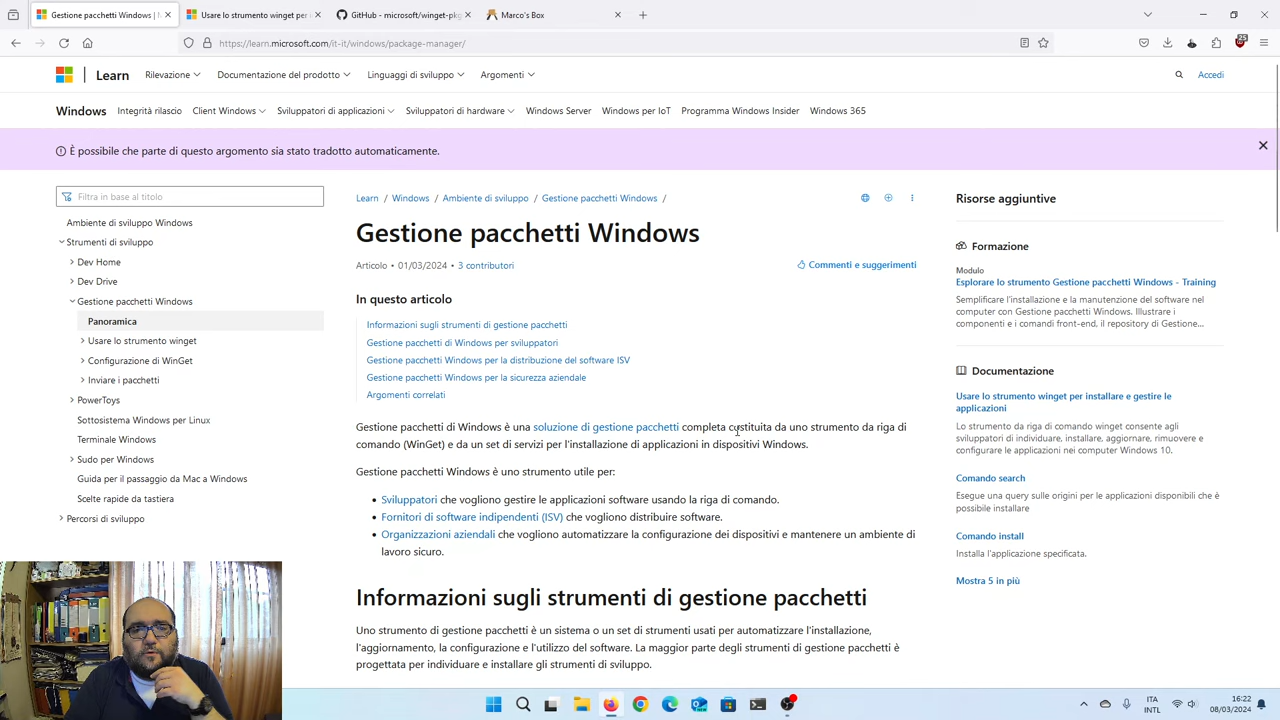 Gestione pacchetti Windows | M
Usare lo strumento winget per i
GitHub - microsoft/winget-pkg
Marco's Box
https://learn.microsoft.com/it-it/windows/package-manager/
25
Learn
Rilevazione
Documentazione del prodotto
Linguaggi di sviluppo
Argomenti
Accedi
Windows
Integrità rilascio
Client Windows
Sviluppatori di applicazioni
Sviluppatori di hardware
Windows Server
Windows per IoT
Programma Windows Insider
Windows 365
È possibile che parte di questo argomento sia stato tradotto automaticamente.
Filtra in base al titolo
Ambiente di sviluppo Windows
Strumenti di sviluppo
Dev Home
Dev Drive
Gestione pacchetti Windows
Panoramica
Usare lo strumento winget
Configurazione di WinGet
Inviare i pacchetti
PowerToys
Sottosistema Windows per Linux
Terminale Windows
Sudo per Windows
Guida per il passaggio da Mac a Windows
Scelte rapide da tastiera
Percorsi di sviluppo
Learn / Windows / Ambiente di sviluppo / Gestione pacchetti Windows /
Gestione pacchetti Windows
Articolo • 01/03/2024 • 3 contributori
Commenti e suggerimenti
In questo articolo
Informazioni sugli strumenti di gestione pacchetti
Gestione pacchetti di Windows per sviluppatori
Gestione pacchetti Windows per la distribuzione del software ISV
Gestione pacchetti Windows per la sicurezza aziendale
Argomenti correlati
Gestione pacchetti di Windows è una soluzione di gestione pacchetti completa custituita da uno strumento da riga di
comando (WinGet) e da un set di servizi per l'installazione di applicazioni in dispositivi Windows.
Gestione pacchetti Windows è uno strumento utile per:
• Sviluppatori che vogliono gestire le applicazioni software usando la riga di comando.
• Fornitori di software indipendenti (ISV) che vogliono distribuire software.
• Organizzazioni aziendali che vogliono automatizzare la configurazione dei dispositivi e mantenere un ambiente di
lavoro sicuro.
Informazioni sugli strumenti di gestione pacchetti
Uno strumento di gestione pacchetti è un sistema o un set di strumenti usati per automatizzare l'installazione,
l'aggiornamento, la configurazione e l'utilizzo del software. La maggior parte degli strumenti di gestione pacchetti è
progettata per individuare e installare gli strumenti di sviluppo.
Risorse aggiuntive
Formazione
Modulo
Esplorare lo strumento Gestione pacchetti Windows - Training
Semplificare l'installazione e la manutenzione del software nel
computer con Gestione pacchetti Windows. Illustrare i
componenti e i comandi front-end, il repository di Gestione...
Documentazione
Usare lo strumento winget per installare e gestire le
applicazioni
Lo strumento da riga di comando winget consente agli
sviluppatori di individuare, installare, aggiornare, rimuovere e
configurare le applicazioni nei computer Windows 10.
Comando search
Esegue una query sulle origini per le applicazioni disponibili che è
possibile installare
Comando install
Installa l'applicazione specificata.
Mostra 5 in più
ITA
INTL
16:22
08/03/2024